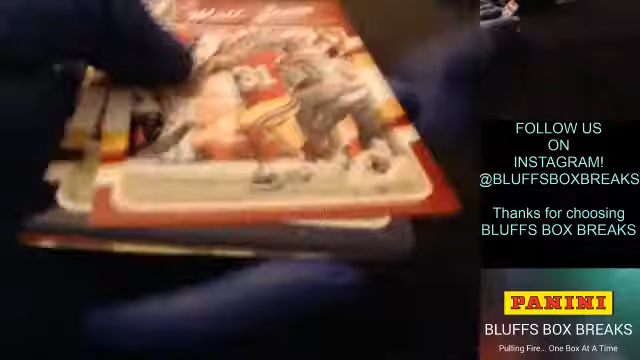 FOLLOW US
ON
INSTAGRAM!
@BLUFFSBOXBREAKS
Thanks for choosing
BLUFFS BOX BREAKS
PANINI
BLUFFS BOX BREAKS
Pulling Fire... One Box At A Time